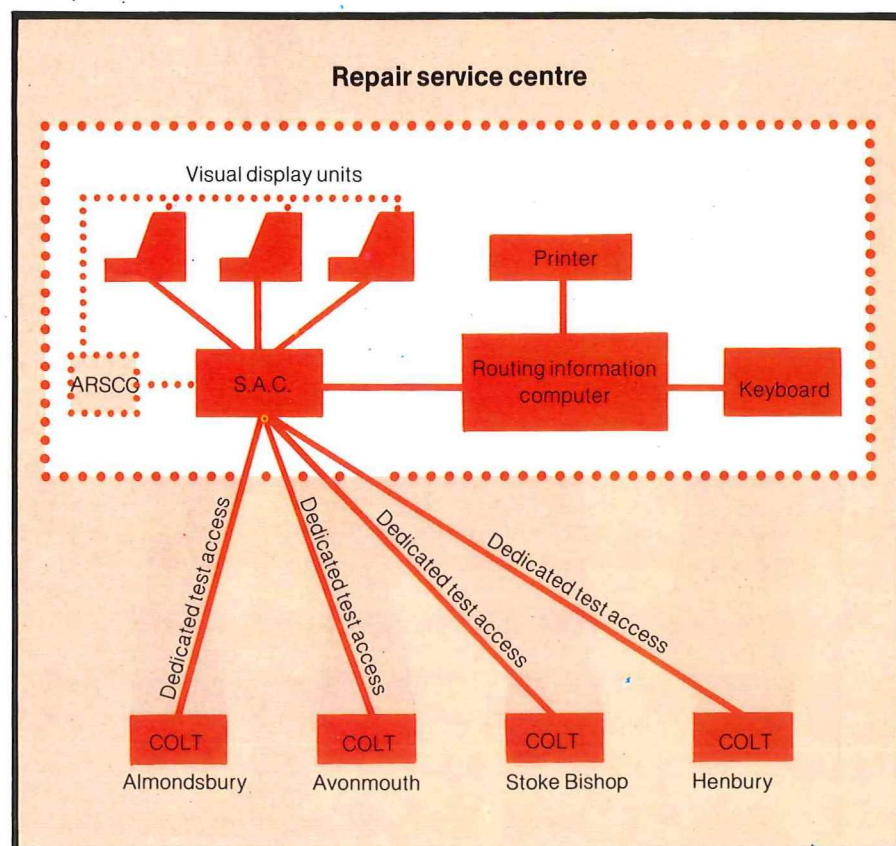 Repair service centre
Visual display units
Printer
ARSCC
S.A.C.
Routing information
computer
Keyboard
Dedicated test access
Dedicated test access
Dedicated test access
Dedicated test access
COLT
COLT
COLT
COLT
Almondsbury
Avonmouth
Stoke Bishop
Henbury